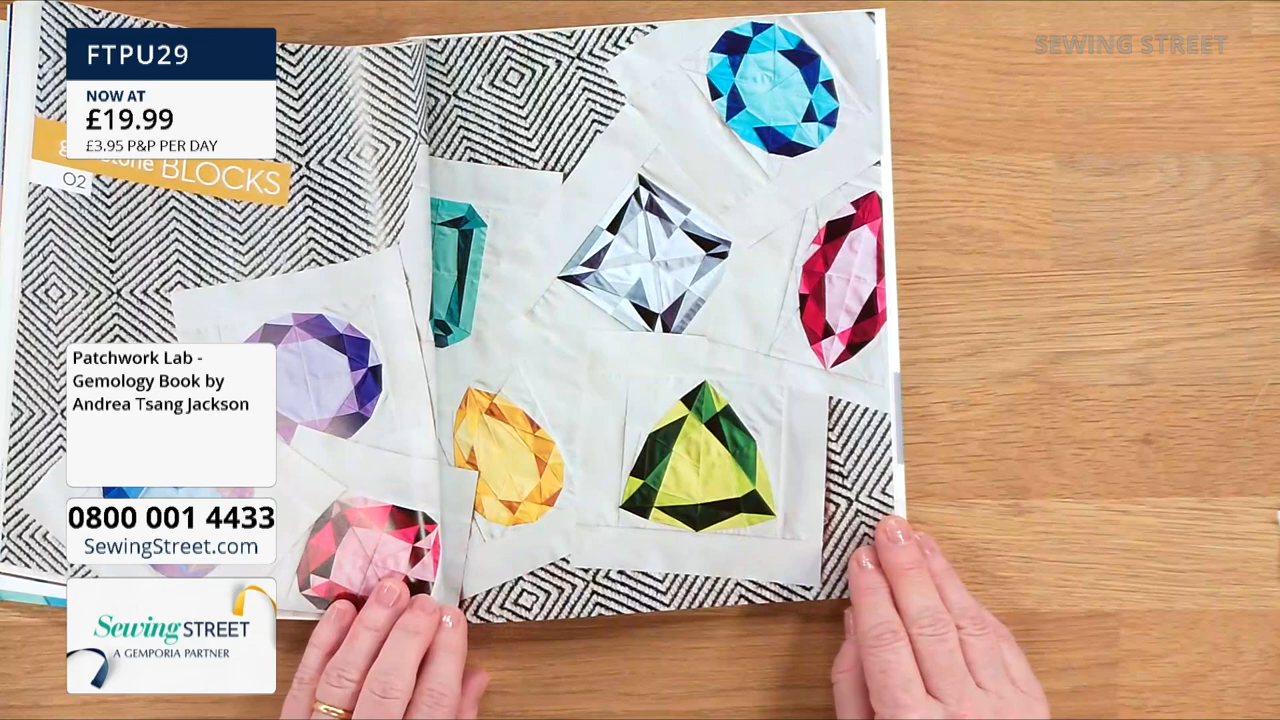 FTPU29
NOW AT
£19.99
£3.95 P&P PER DAY
SEWING STREET
BLOCKS
02
Patchwork Lab -
Gemology Book by
Andrea Tsang Jackson
0800 001 4433
SewingStreet.com
Sewing STREET
A GEMPORIA PARTNER